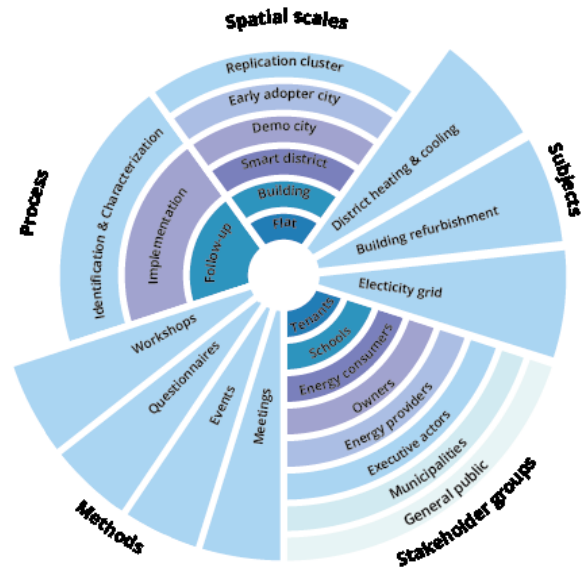 Spatial scales
Replication cluster
Early adopter city
Demo city
Smart district
Building
Flat
Subjects
District heating & cooling
Building refurbishment
Electicity grid
Stakeholder groups
Tenants
Schools
Energy consumers
Owners
Energy providers
Executive actors
Municipalities
General public
Methods
Meetings
Events
Questionnaires
Workshops
Process
Identification & Characterization
Implementation
Follow-up